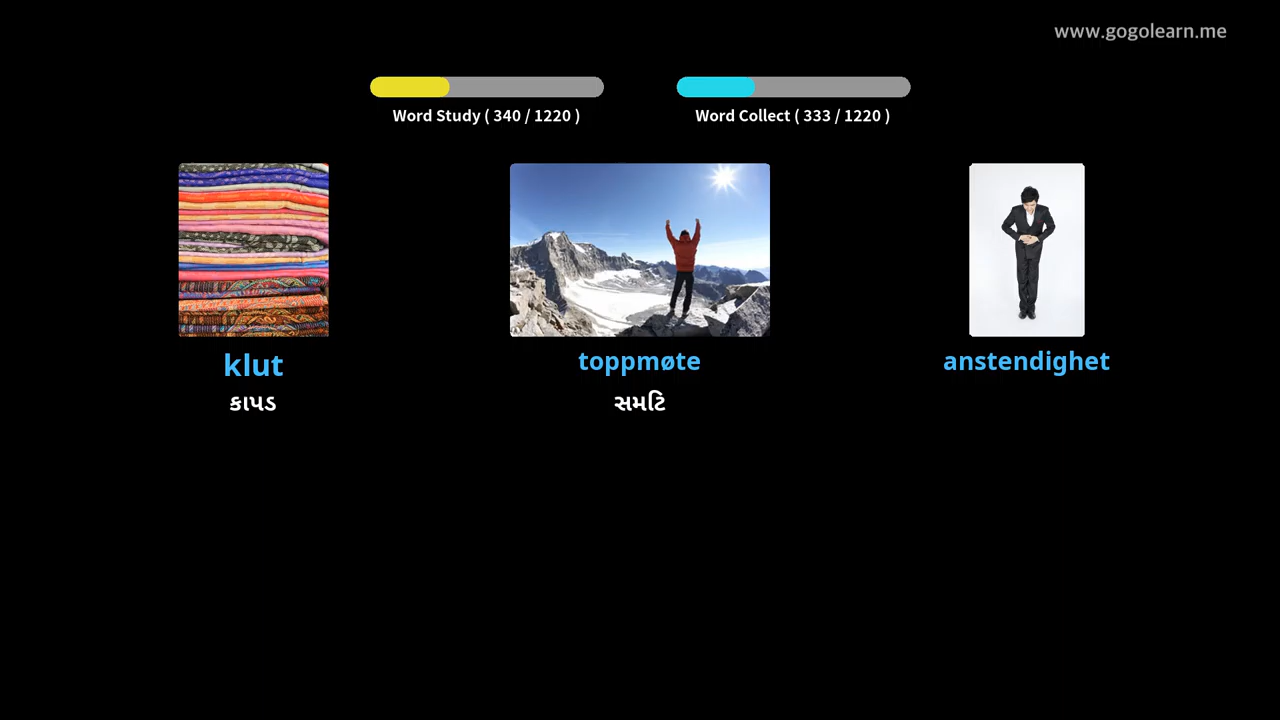 www.gogolearn.me
Word Study ( 340 / 1220 )
Word Collect ( 333 / 1220 )
klut
toppmøte
anstendighet
કાપડ
સમટિ